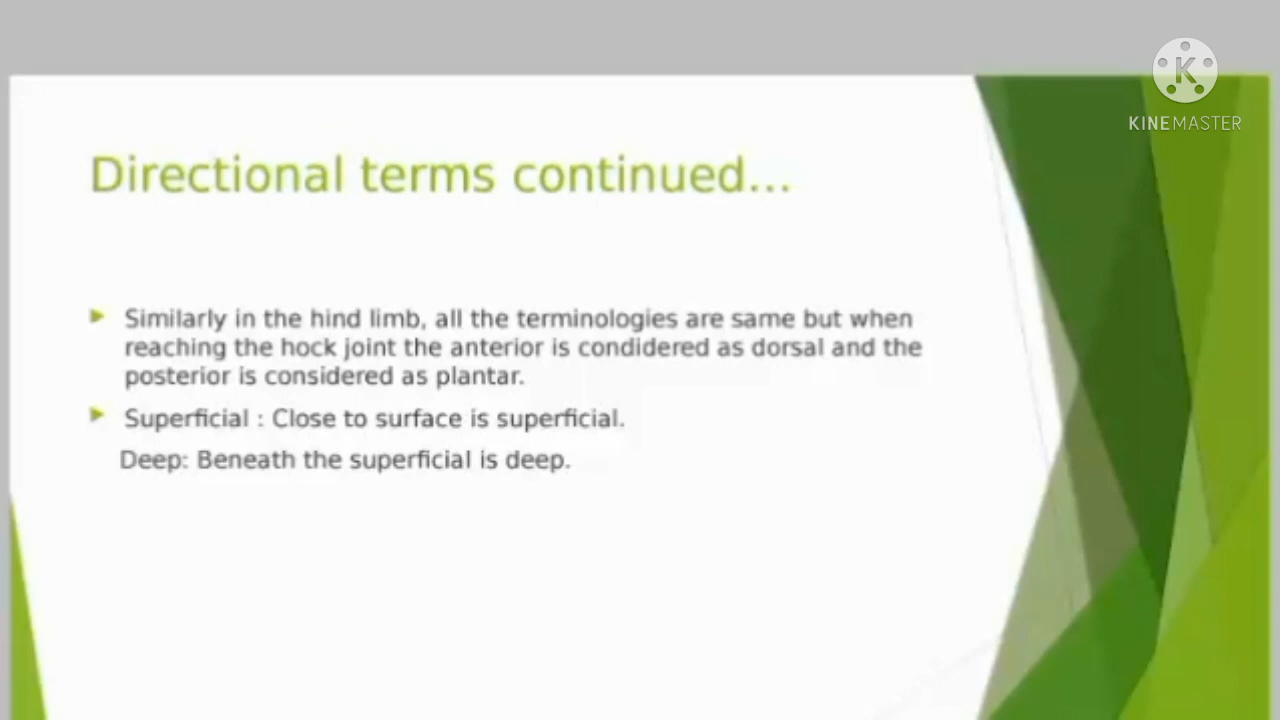 KINEMASTER
Directional terms continued...
Similarly in the hind limb, all the terminologies are same but when
reaching the hock joint the anterior is condidered as dorsal and the
posterior is considered as plantar.
Superficial : Close to surface is superficial.
Deep: Beneath the superficial is deep.